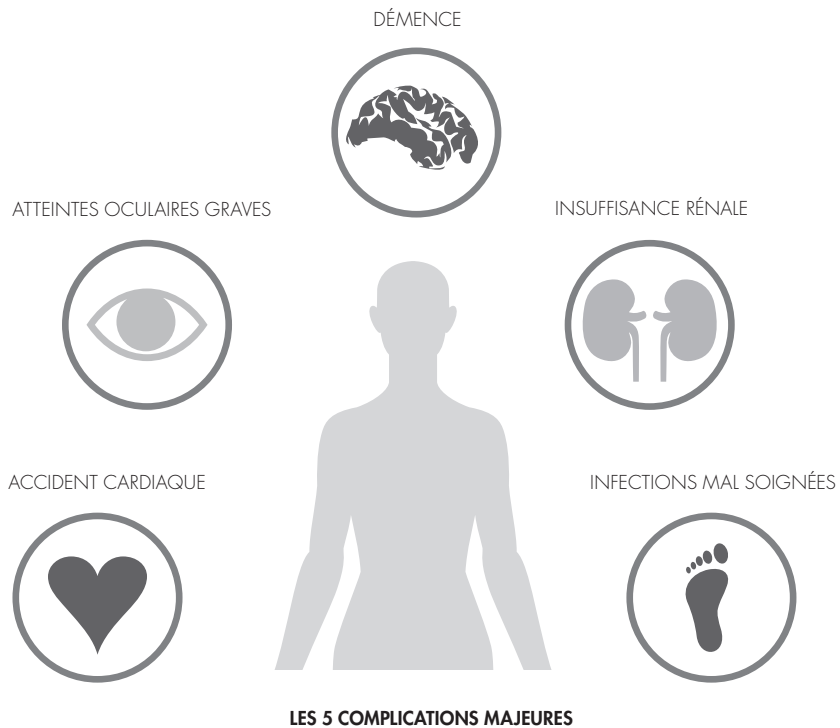 DÉMENCE
ATTEINTES OCULAIRES GRAVES
INSUFFISANCE RÉNALE
ACCIDENT CARDIAQUE
INFECTIONS MAL SOIGNÉES
LES 5 COMPLICATIONS MAJEURES